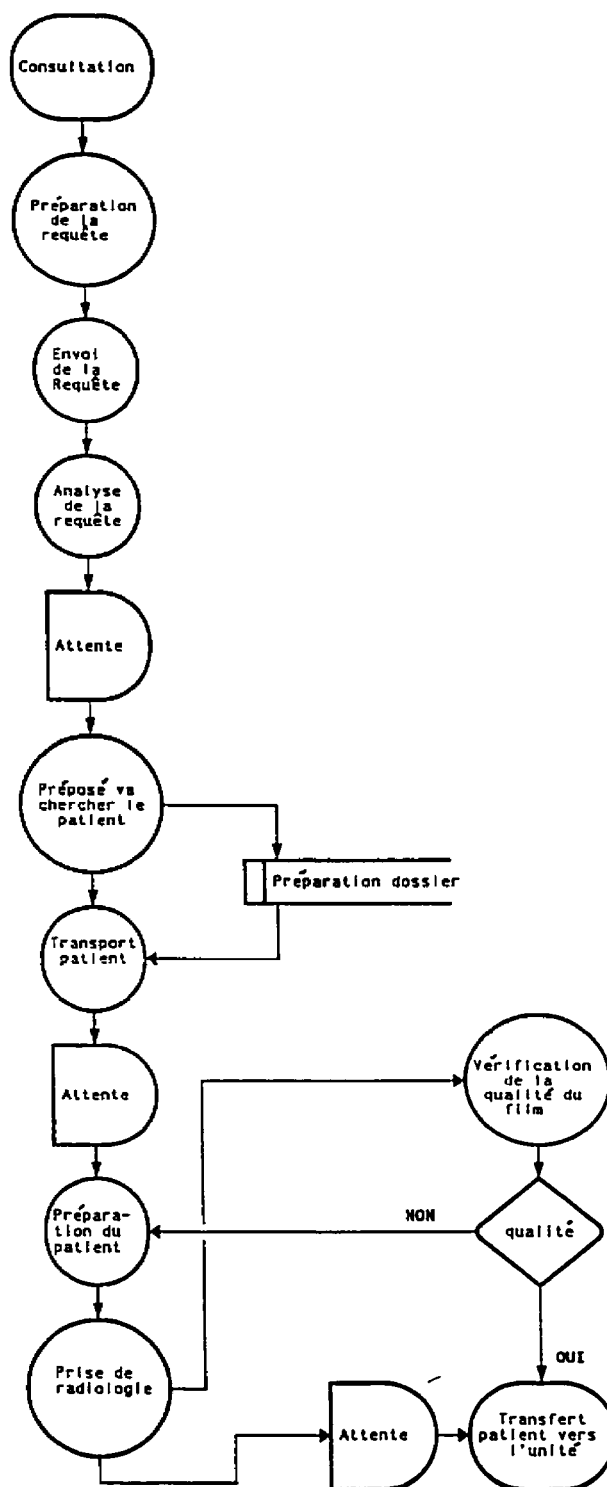 Consultation
Préparation
de la
requête
Envoi
de la
Requête
Analyse
de la
requête
Attente
Préposé va
chercher le
patient
Préparation dossier
Transport
patient
Attente
Vérification
de la
qualité du
film
Prépara-
tion du
patient
NON
qualité
OUI
Prise de
radiologie
Attente
Transfert
patient vers
l'unité